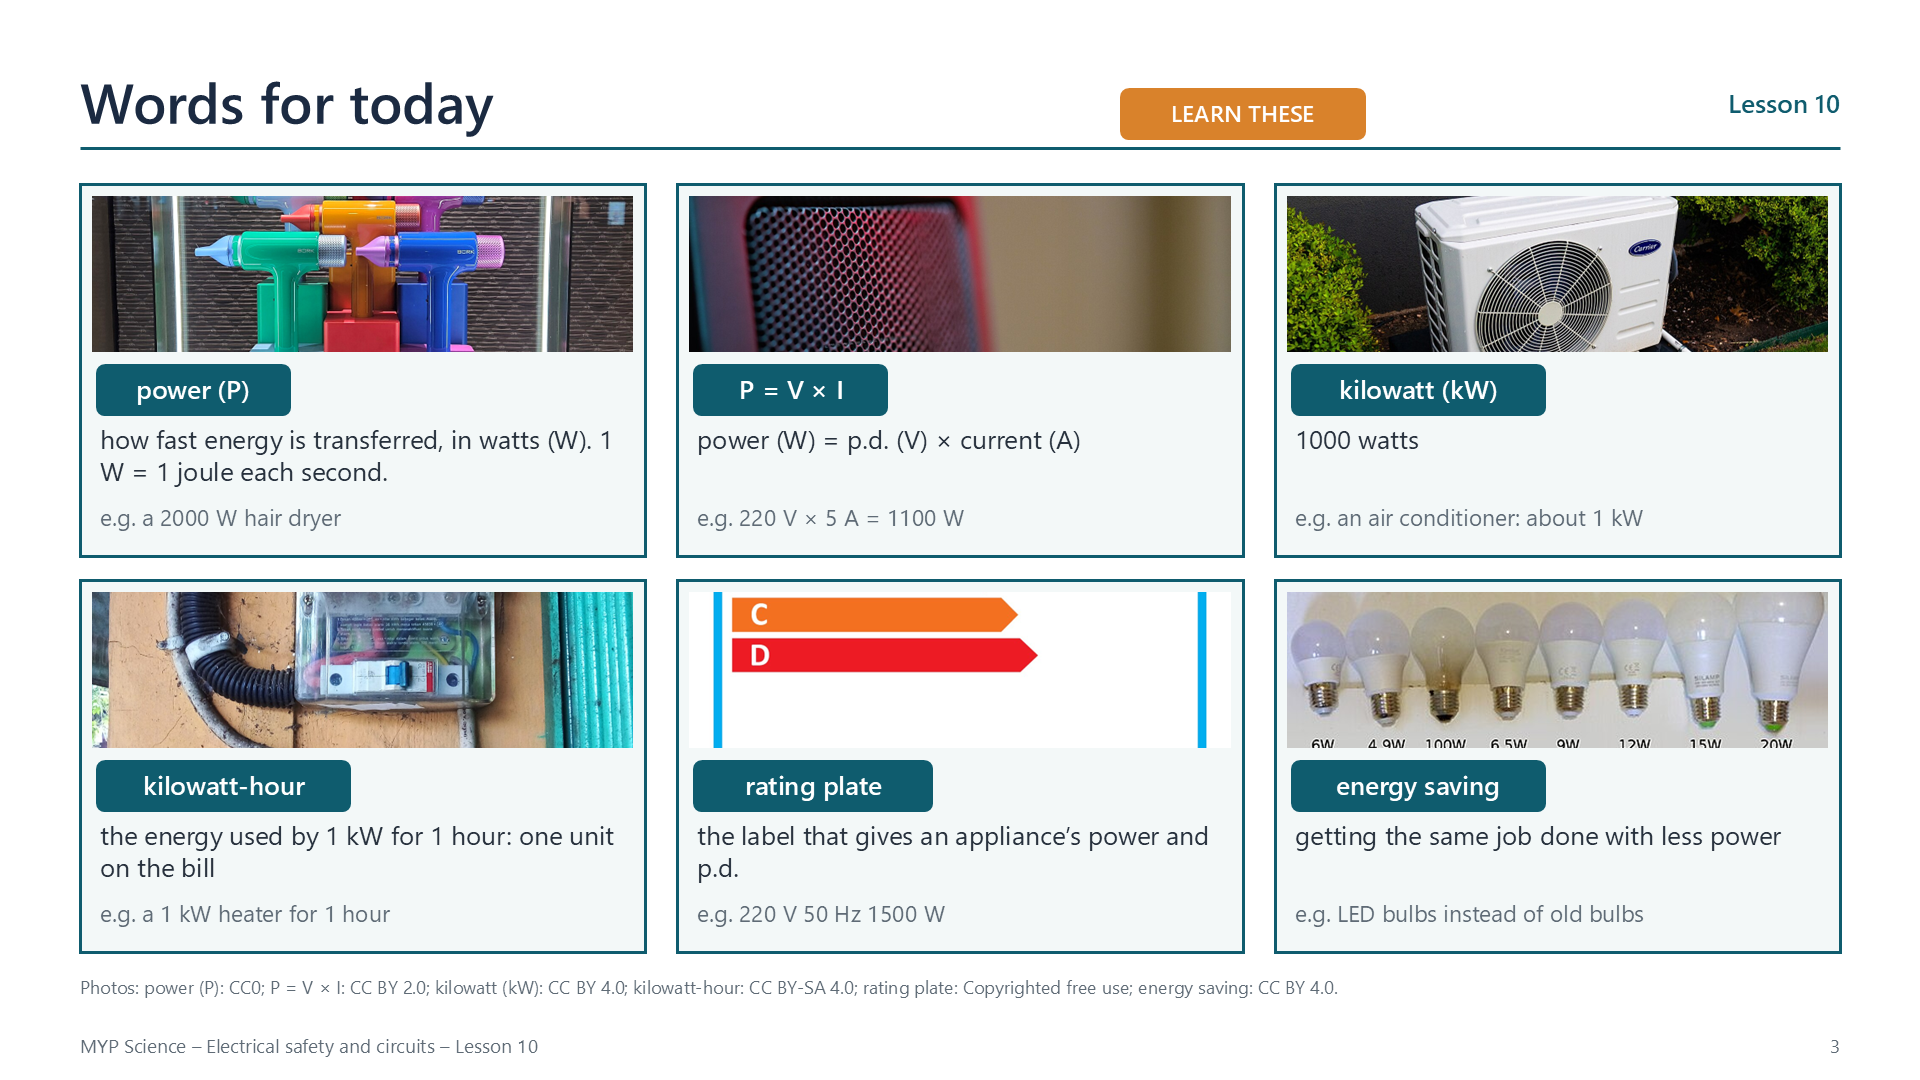 Words for today
LEARN THESE
Lesson 10
Carrier
power (P)
how fast energy is transferred, in watts (W). 1
W = 1 joule each second.
e.g. a 2000 W hair dryer
P = V × I
power (W) = p.d. (V) × current (A)
e.g. 220 V × 5 A = 1100 W
kilowatt (kW)
1000 watts
e.g. an air conditioner: about 1 kW
C
D
6W 4,9W 100W 6,5W 9W 12W 15W 20W
kilowatt-hour
the energy used by 1 kW for 1 hour: one unit
on the bill
e.g. a 1 kW heater for 1 hour
rating plate
the label that gives an appliance’s power and
p.d.
e.g. 220 V 50 Hz 1500 W
energy saving
getting the same job done with less power
e.g. LED bulbs instead of old bulbs
Photos: power (P): CC0; P = V × I: CC BY 2.0; kilowatt (kW): CC BY 4.0; kilowatt-hour: CC BY-SA 4.0; rating plate: Copyrighted free use; energy saving: CC BY 4.0.
MYP Science – Electrical safety and circuits – Lesson 10
3